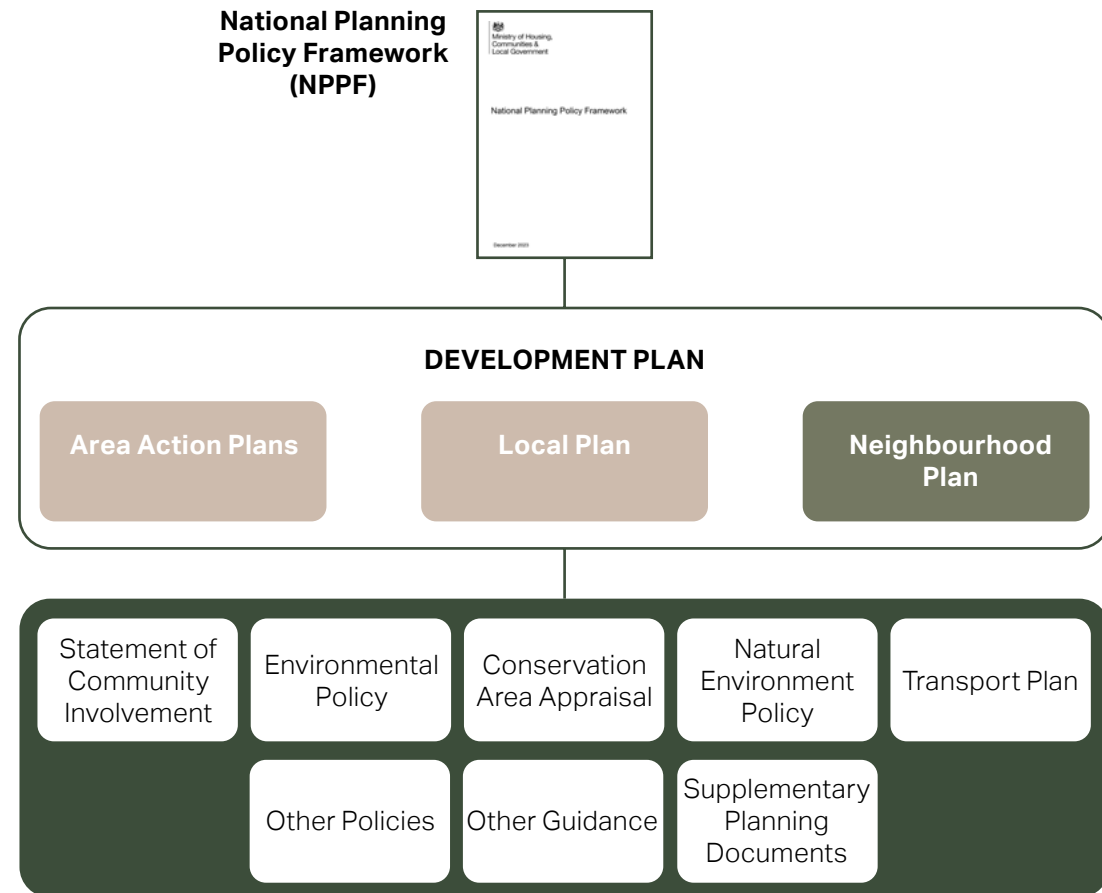 National Planning
Policy Framework
(NPPF)
Ministry of Housing,
Communities &
Local Government
National Planning Policy Framework
December 2023
DEVELOPMENT PLAN
Area Action Plans
Local Plan
Neighbourhood
Plan
Statement of
Community
Involvement
Environmental
Policy
Conservation
Area Appraisal
Natural
Environment
Policy
Transport Plan
Other Policies
Other Guidance
Supplementary
Planning
Documents